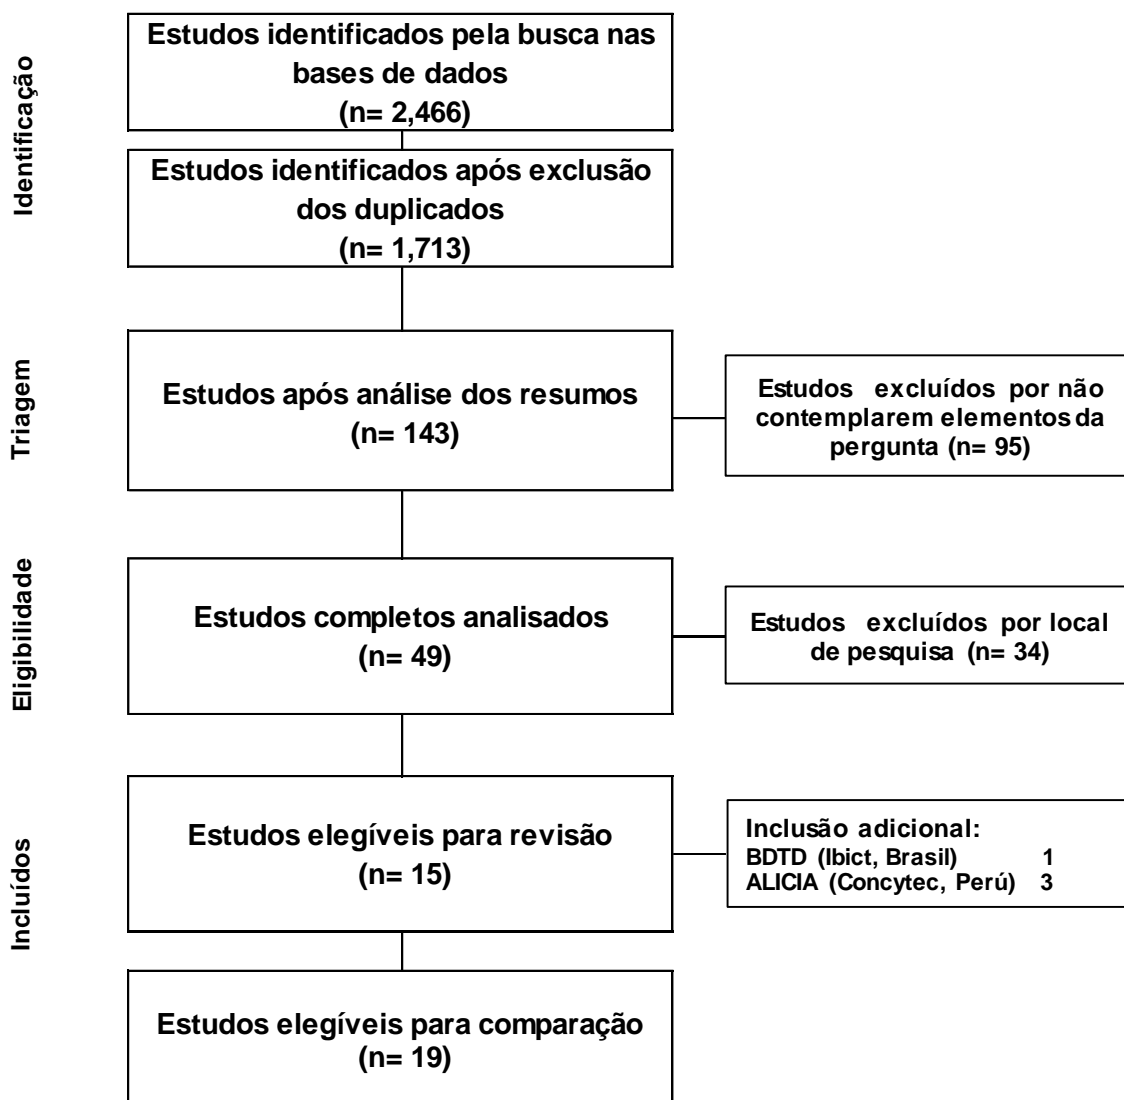 Identificação
Estudos identificados pela busca nas
bases de dados
(n= 2,466)
Estudos identificados após exclusão
dos duplicados
(n= 1,713)
Triagem
Estudos após análise dos resumos
(n= 143)
Estudos excluídos por não
contemplarem elementos da
pergunta (n= 95)
Eligibilidade
Estudos completos analisados
(n= 49)
Estudos excluídos por local
de pesquisa (n= 34)
Incluídos
Estudos elegíveis para revisão
(n= 15)
Inclusão adicional:
BDTD (Ibict, Brasil) 1
ALICIA (Concytec, Perú) 3
Estudos elegíveis para comparação
(n= 19)